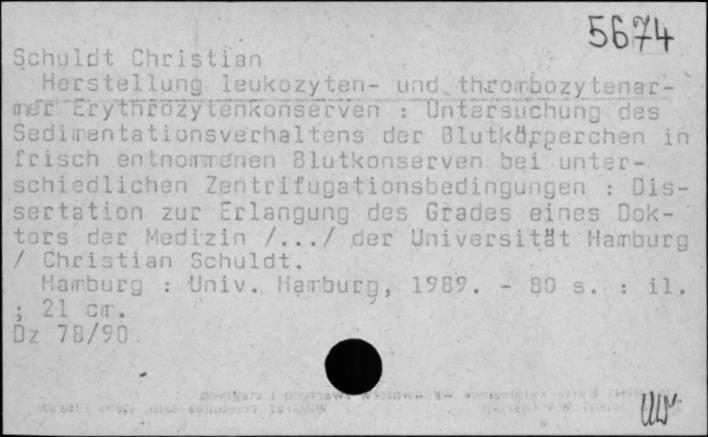 5674
Schuldt Christian
Herstellung leukozyten- und thrombozytenar-
mer Erythrozytenkonserven : Untersuchung des
Sedimentationsverhaltens der Blutkörperchen in
frisch entnommenen Blutkonserven bei unter-
schiedlichen Zentrifugationsbedingungen : Dis-
sertation zur Erlangung des Grades eines Dok-
tors der Medizin /.../ der Universität Hamburg
/ Christian Schuldt.
Hamburg : Univ. Hamburg, 1989. - 80 s. : il.
; 21 cm.
Dz 78/90